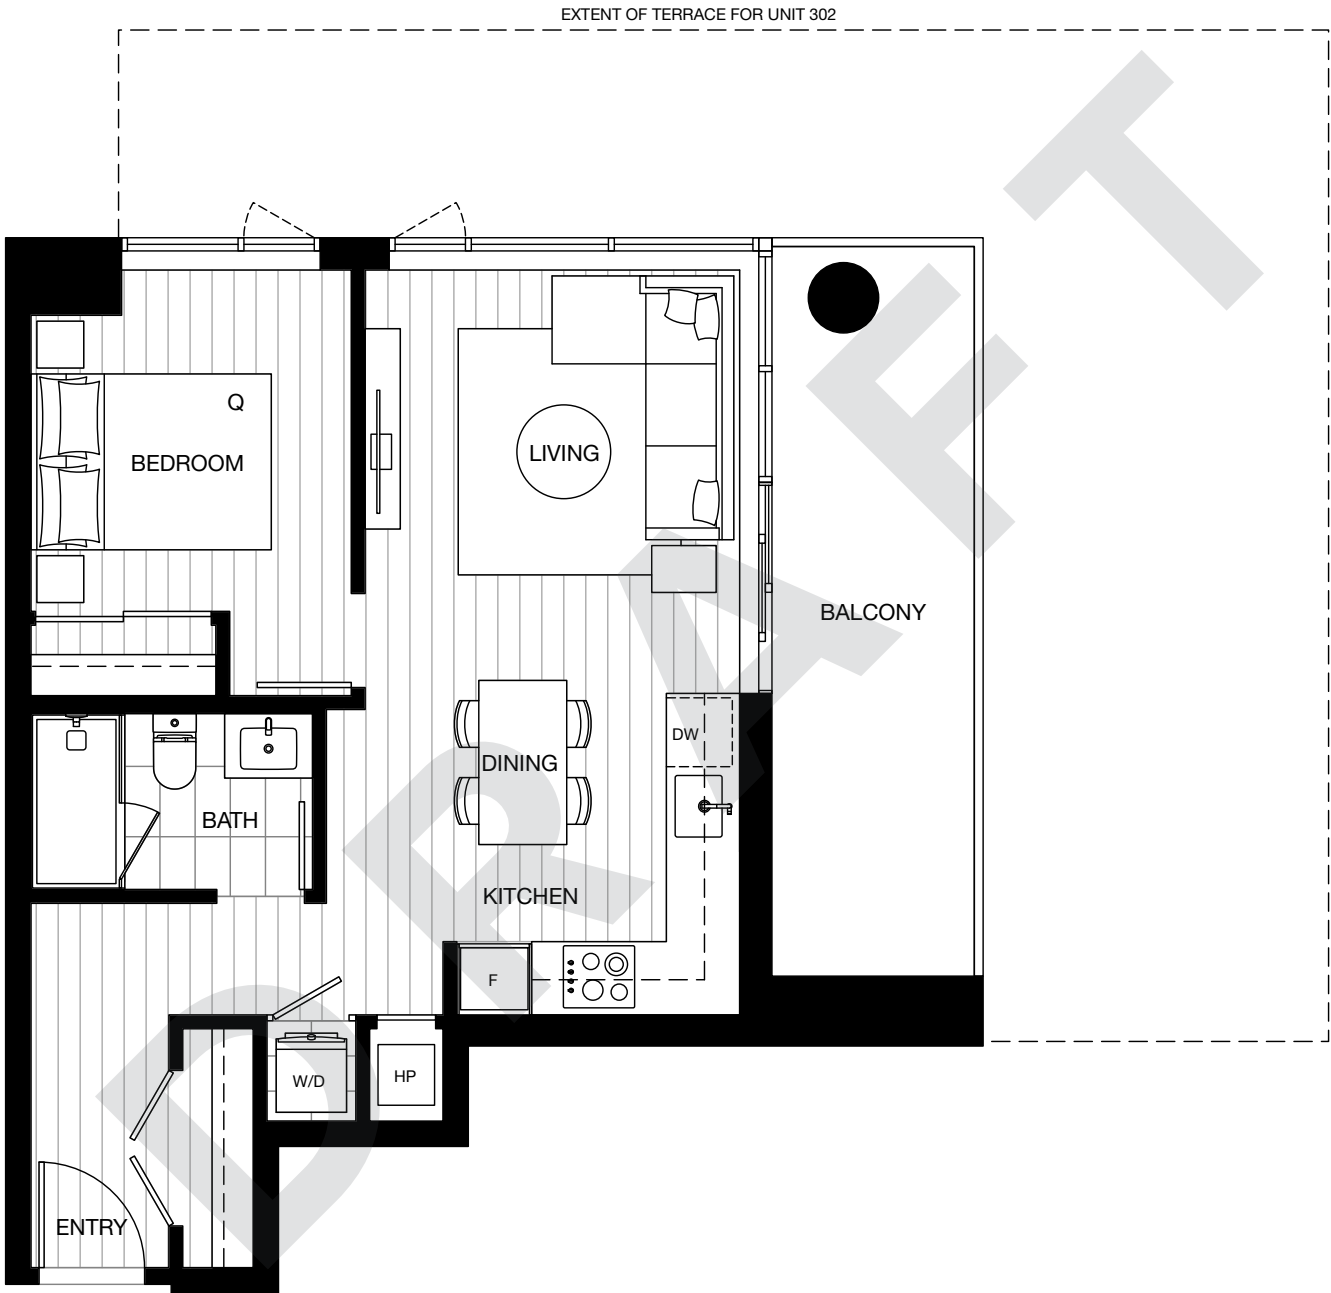 EXTENT OF TERRACE FOR UNIT 302
Q
BEDROOM
LIVING
BALCONY
DW
DINING
BATH
KITCHEN
F
W/D
HP
ENTRY
DRAFT